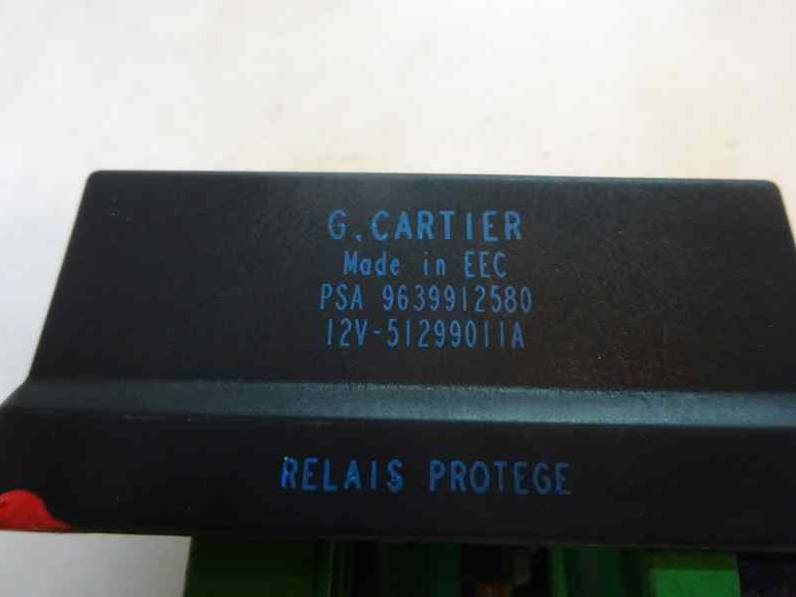 G. CARTIER
Made in EEC
PSA 9639912580
12V-51299011A
RELAIS PROTEGE